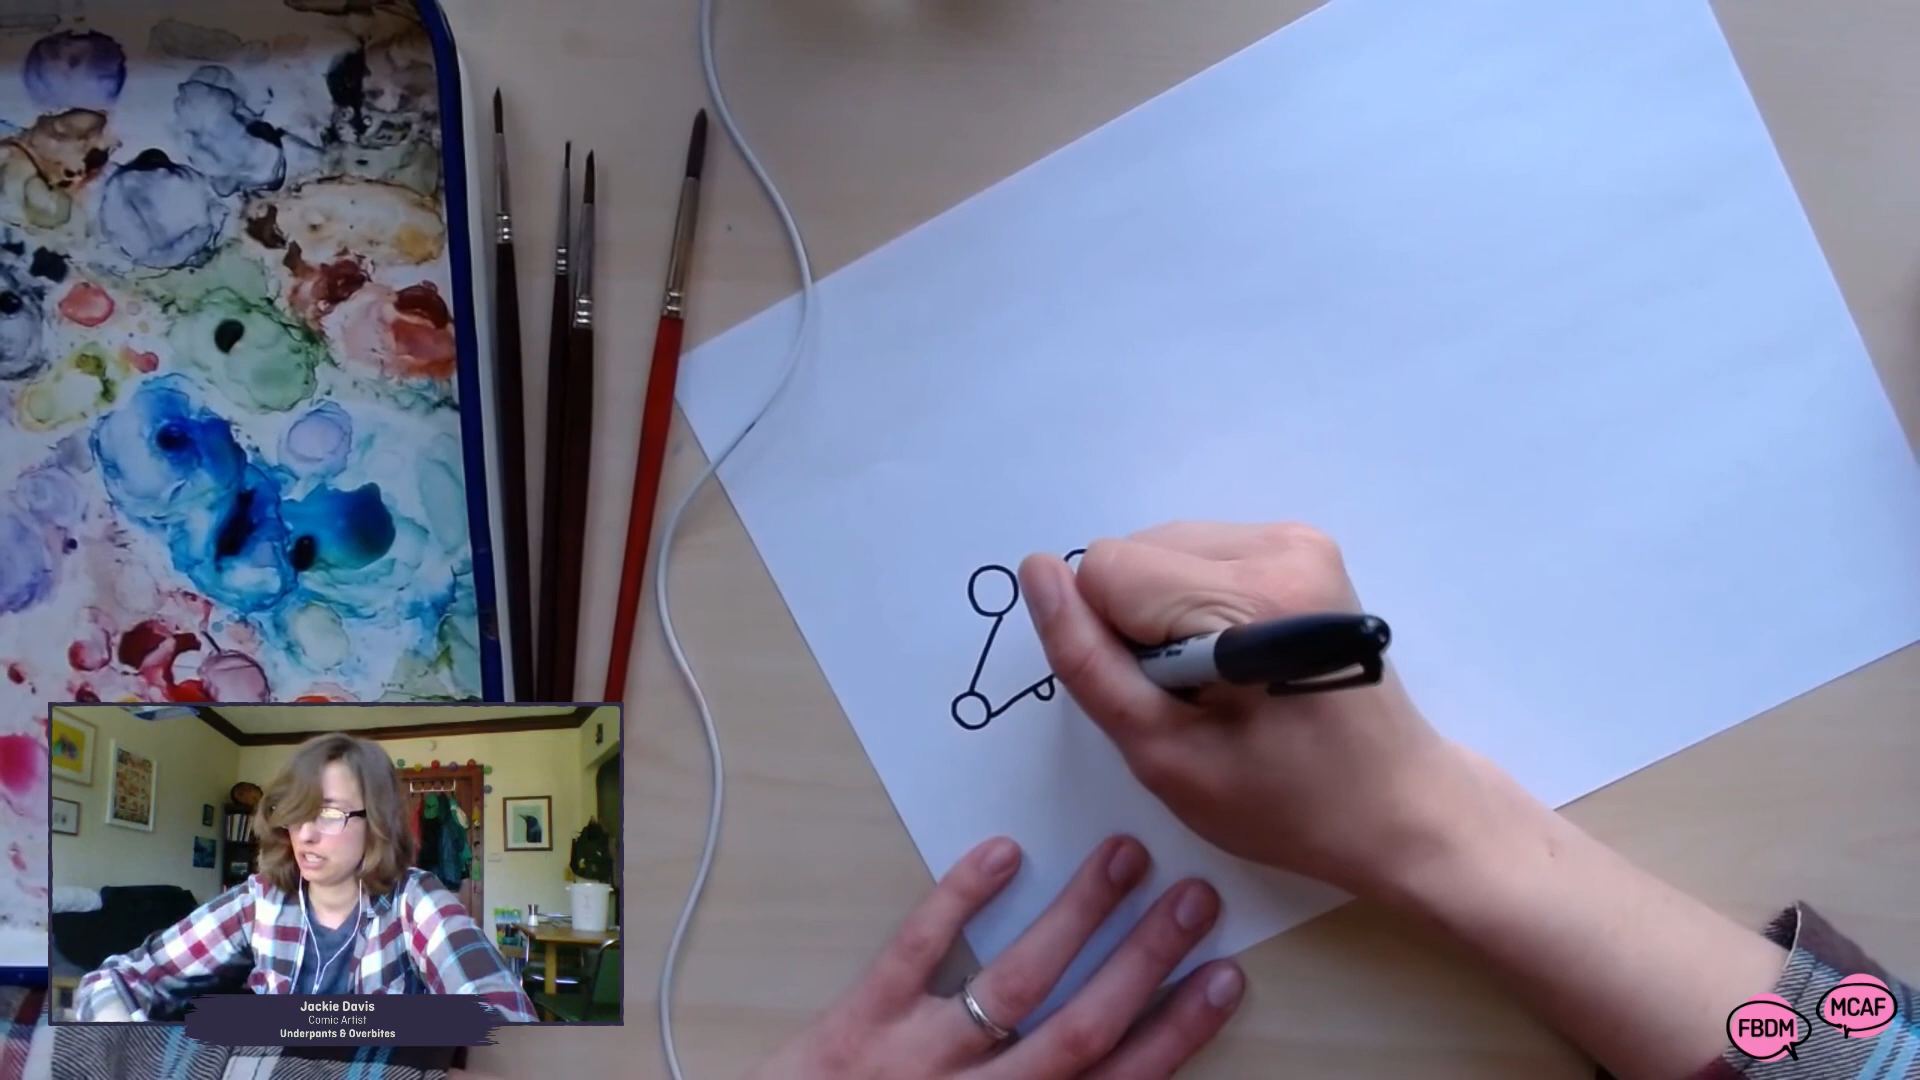 Jackie Davis
Comic Artist
Underpants & Overbites
FBDM
MCAF